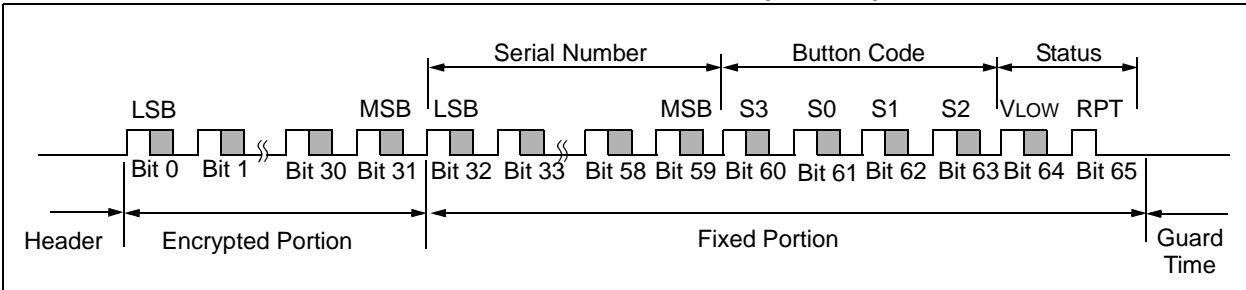 Serial Number Button Code Status
LSB MSB LSB MSB S3 S0 S1 S2 VLOW RPT
Bit 0 Bit 1 Bit 30 Bit 31 Bit 32 Bit 33 Bit 58 Bit 59 Bit 60 Bit 61 Bit 62 Bit 63 Bit 64 Bit 65
Header Encrypted Portion Fixed Portion Guard
Time